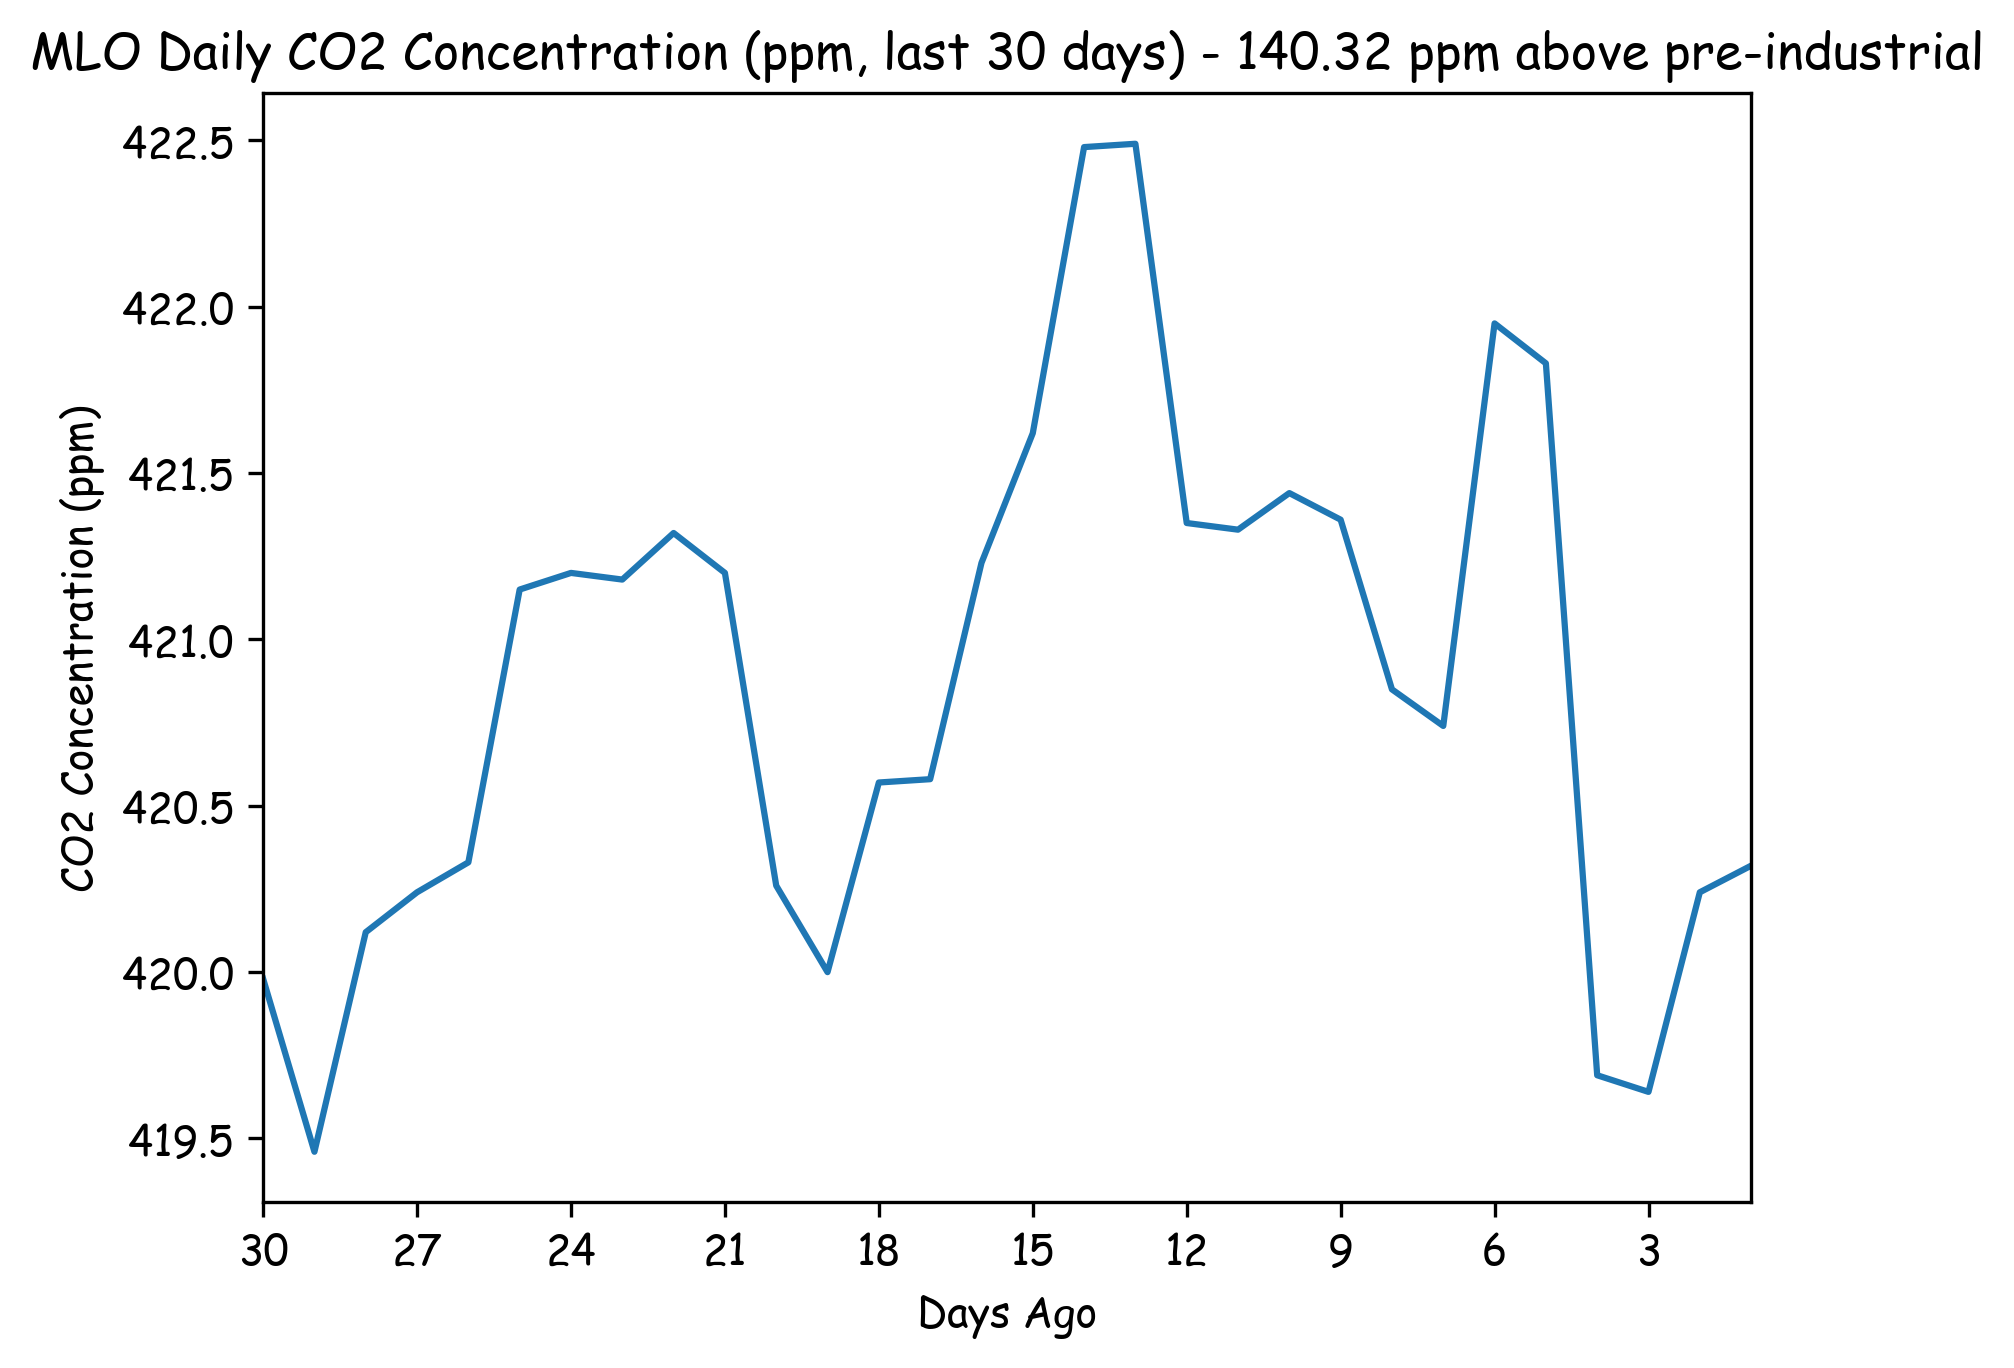 MLO Daily CO2 Concentration (ppm, last 30 days) - 140.32 ppm above pre-industrial
422.5
422.0
421.5
421.0
420.5
420.0
419.5
CO2 Concentration (ppm)
30 27 24 21 18 15 12 9 6 3
Days Ago